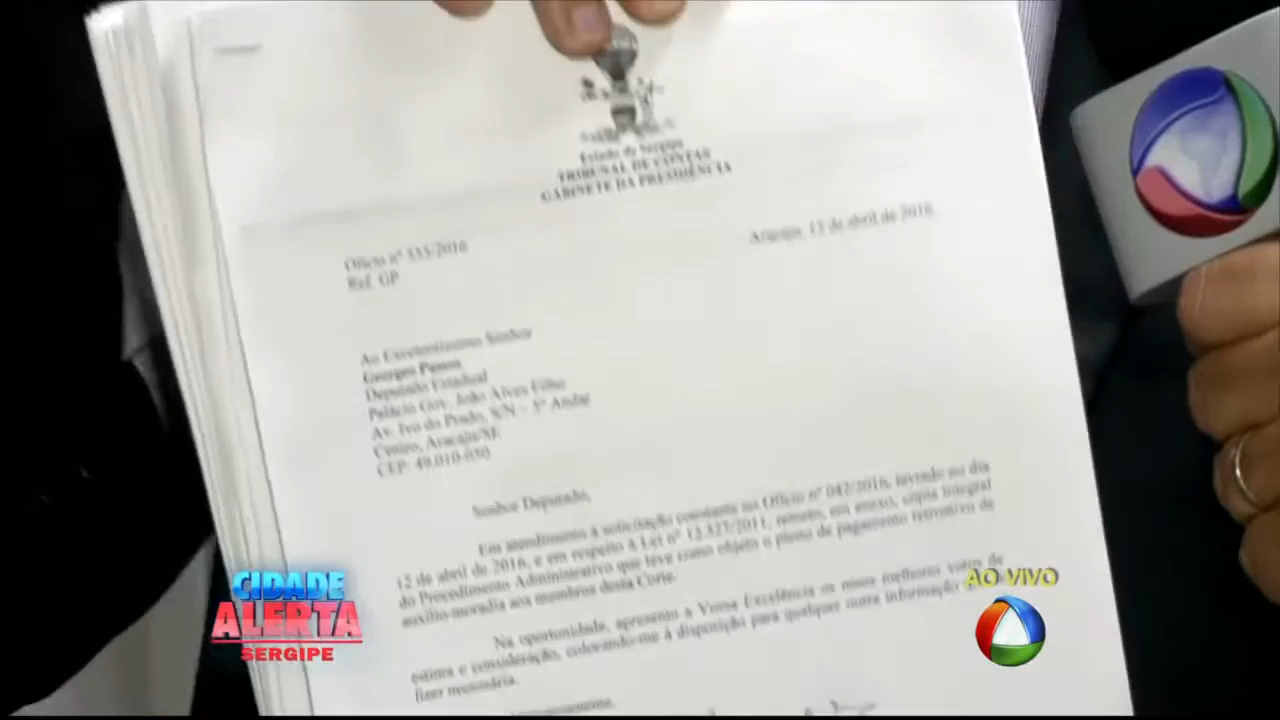 Estado de Sergipe
TRIBUNAL DE CONTAS
GABINETE DA PRESIDÊNCIA
Aracaju, 13 de abril de 2016.
Ofício nº 335/2016
Ref. GP
Ao Excelentíssimo Senhor
Georgeo Passos
Deputado Estadual
Palácio Gov. João Alves Filho
Av. Ivo do Prado, S/N – 5º Andar
Centro, Aracaju/SE
CEP: 49.010-050
Senhor Deputado,
Em atendimento à solicitação constante no Ofício nº 042/2016, lavrado no dia
12 de abril de 2016, e em respeito à Lei nº 12.527/2011, remeto, em anexo, cópia integral
do Procedimento Administrativo que teve como objeto o pleito de pagamento retroativo de
auxílio-moradia aos membros desta Corte.
Na oportunidade, apresento a Vossa Excelência os meus melhores votos de
estima e consideração, colocando-me à disposição para qualquer outra informação que se
fizer necessária.
CIDADE
ALERTA
SERGIPE
AO VIVO